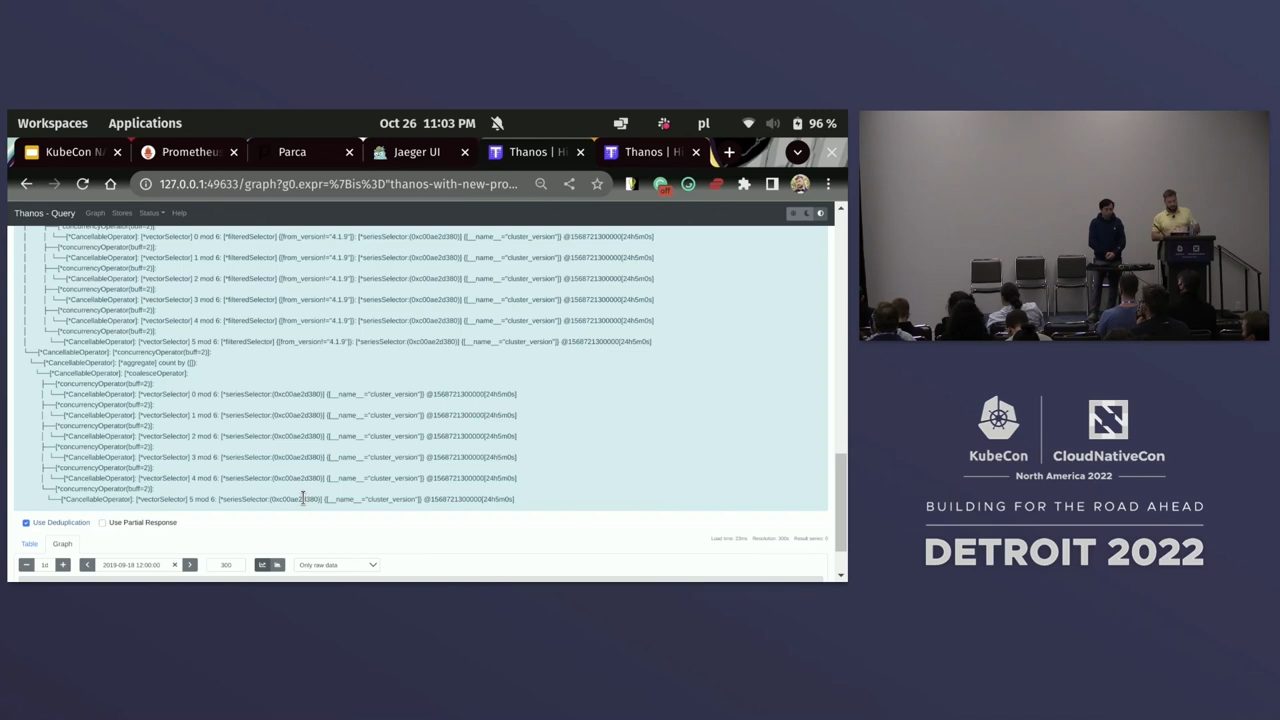 Workspaces Applications Oct 26 11:03 PM pl 96 %
KubeCon N Prometheus Parca Jaeger UI Thanos | Hi Thanos | Hi
127.0.0.1:49633/graph?g0.expr=%7Bis%3D"thanos-with-new-pro... off
Thanos - Query Graph Stores Status Help
├──[*concurrencyOperator(buff=2)]:
│ └──[*CancellableOperator]: [*vectorSelector] 0 mod 6: [*filteredSelector] {[from_version!="4.1.9"]}: [*seriesSelector:(0xc00ae2d380)] {[__name__="cluster_version"]} @1568721300000[24h5m0s]
├──[*concurrencyOperator(buff=2)]:
│ └──[*CancellableOperator]: [*vectorSelector] 1 mod 6: [*filteredSelector] {[from_version!="4.1.9"]}: [*seriesSelector:(0xc00ae2d380)] {[__name__="cluster_version"]} @1568721300000[24h5m0s]
├──[*concurrencyOperator(buff=2)]:
│ └──[*CancellableOperator]: [*vectorSelector] 2 mod 6: [*filteredSelector] {[from_version!="4.1.9"]}: [*seriesSelector:(0xc00ae2d380)] {[__name__="cluster_version"]} @1568721300000[24h5m0s]
├──[*concurrencyOperator(buff=2)]:
│ └──[*CancellableOperator]: [*vectorSelector] 3 mod 6: [*filteredSelector] {[from_version!="4.1.9"]}: [*seriesSelector:(0xc00ae2d380)] {[__name__="cluster_version"]} @1568721300000[24h5m0s]
├──[*concurrencyOperator(buff=2)]:
│ └──[*CancellableOperator]: [*vectorSelector] 4 mod 6: [*filteredSelector] {[from_version!="4.1.9"]}: [*seriesSelector:(0xc00ae2d380)] {[__name__="cluster_version"]} @1568721300000[24h5m0s]
└──[*concurrencyOperator(buff=2)]:
└──[*CancellableOperator]: [*vectorSelector] 5 mod 6: [*filteredSelector] {[from_version!="4.1.9"]}: [*seriesSelector:(0xc00ae2d380)] {[__name__="cluster_version"]} @1568721300000[24h5m0s]
└──[*CancellableOperator]: [*concurrencyOperator(buff=2)]:
└──[*CancellableOperator]: [*aggregate] count by ([]):
└──[*CancellableOperator]: [*coalesceOperator]:
├──[*concurrencyOperator(buff=2)]:
│ └──[*CancellableOperator]: [*vectorSelector] 0 mod 6: [*seriesSelector:(0xc00ae2d380)] {[__name__="cluster_version"]} @1568721300000[24h5m0s]
├──[*concurrencyOperator(buff=2)]:
│ └──[*CancellableOperator]: [*vectorSelector] 1 mod 6: [*seriesSelector:(0xc00ae2d380)] {[__name__="cluster_version"]} @1568721300000[24h5m0s]
├──[*concurrencyOperator(buff=2)]:
│ └──[*CancellableOperator]: [*vectorSelector] 2 mod 6: [*seriesSelector:(0xc00ae2d380)] {[__name__="cluster_version"]} @1568721300000[24h5m0s]
├──[*concurrencyOperator(buff=2)]:
│ └──[*CancellableOperator]: [*vectorSelector] 3 mod 6: [*seriesSelector:(0xc00ae2d380)] {[__name__="cluster_version"]} @1568721300000[24h5m0s]
├──[*concurrencyOperator(buff=2)]:
│ └──[*CancellableOperator]: [*vectorSelector] 4 mod 6: [*seriesSelector:(0xc00ae2d380)] {[__name__="cluster_version"]} @1568721300000[24h5m0s]
└──[*concurrencyOperator(buff=2)]:
└──[*CancellableOperator]: [*vectorSelector] 5 mod 6: [*seriesSelector:(0xc00ae2d380)] {[__name__="cluster_version"]} @1568721300000[24h5m0s]
Use Deduplication Use Partial Response
Load time: 23ms Resolution: 300s Result series: 0
Table Graph
1d 2019-09-18 12:00:00 300 Only raw data
KubeCon CloudNativeCon
North America 2022
BUILDING FOR THE ROAD AHEAD
DETROIT 2022